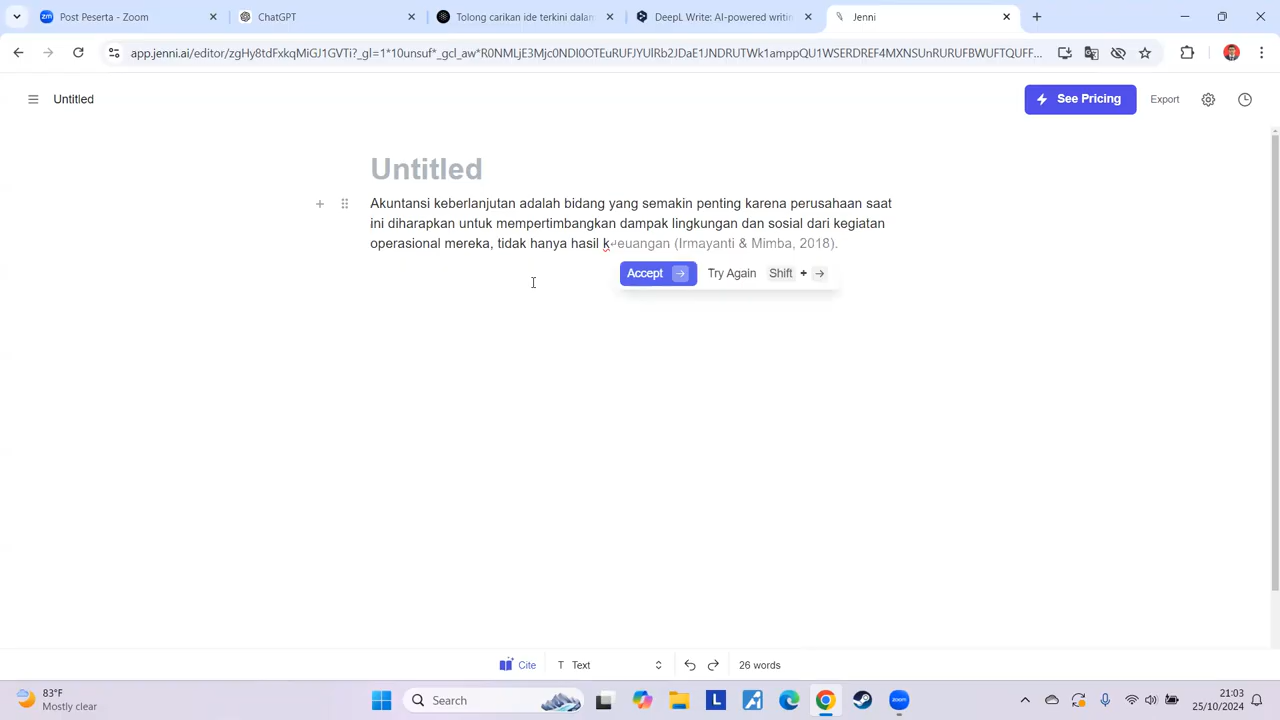 Post Peserta - Zoom
ChatGPT
Tolong carikan ide terkini dalam
DeepL Write: AI-powered writin
Jenni
app.jenni.ai/editor/zgHy8tdFxkqMiGJ1GVTi?_gl=1*10unsuf*_gcl_aw*R0NMLjE3Mjc0NDI0OTEuRUFJYUlRb2JDaE1JNDRUTWk1amppQU1WSERDREF4MXNSUnRURUFBWUFTQUFF...
Untitled
See Pricing
Export
Untitled
Akuntansi keberlanjutan adalah bidang yang semakin penting karena perusahaan saat
ini diharapkan untuk mempertimbangkan dampak lingkungan dan sosial dari kegiatan
operasional mereka, tidak hanya hasil keuangan (Irmayanti & Mimba, 2018).
Accept → Try Again Shift + →
Cite
T Text
26 words
83°F
Mostly clear
Search
21:03
25/10/2024